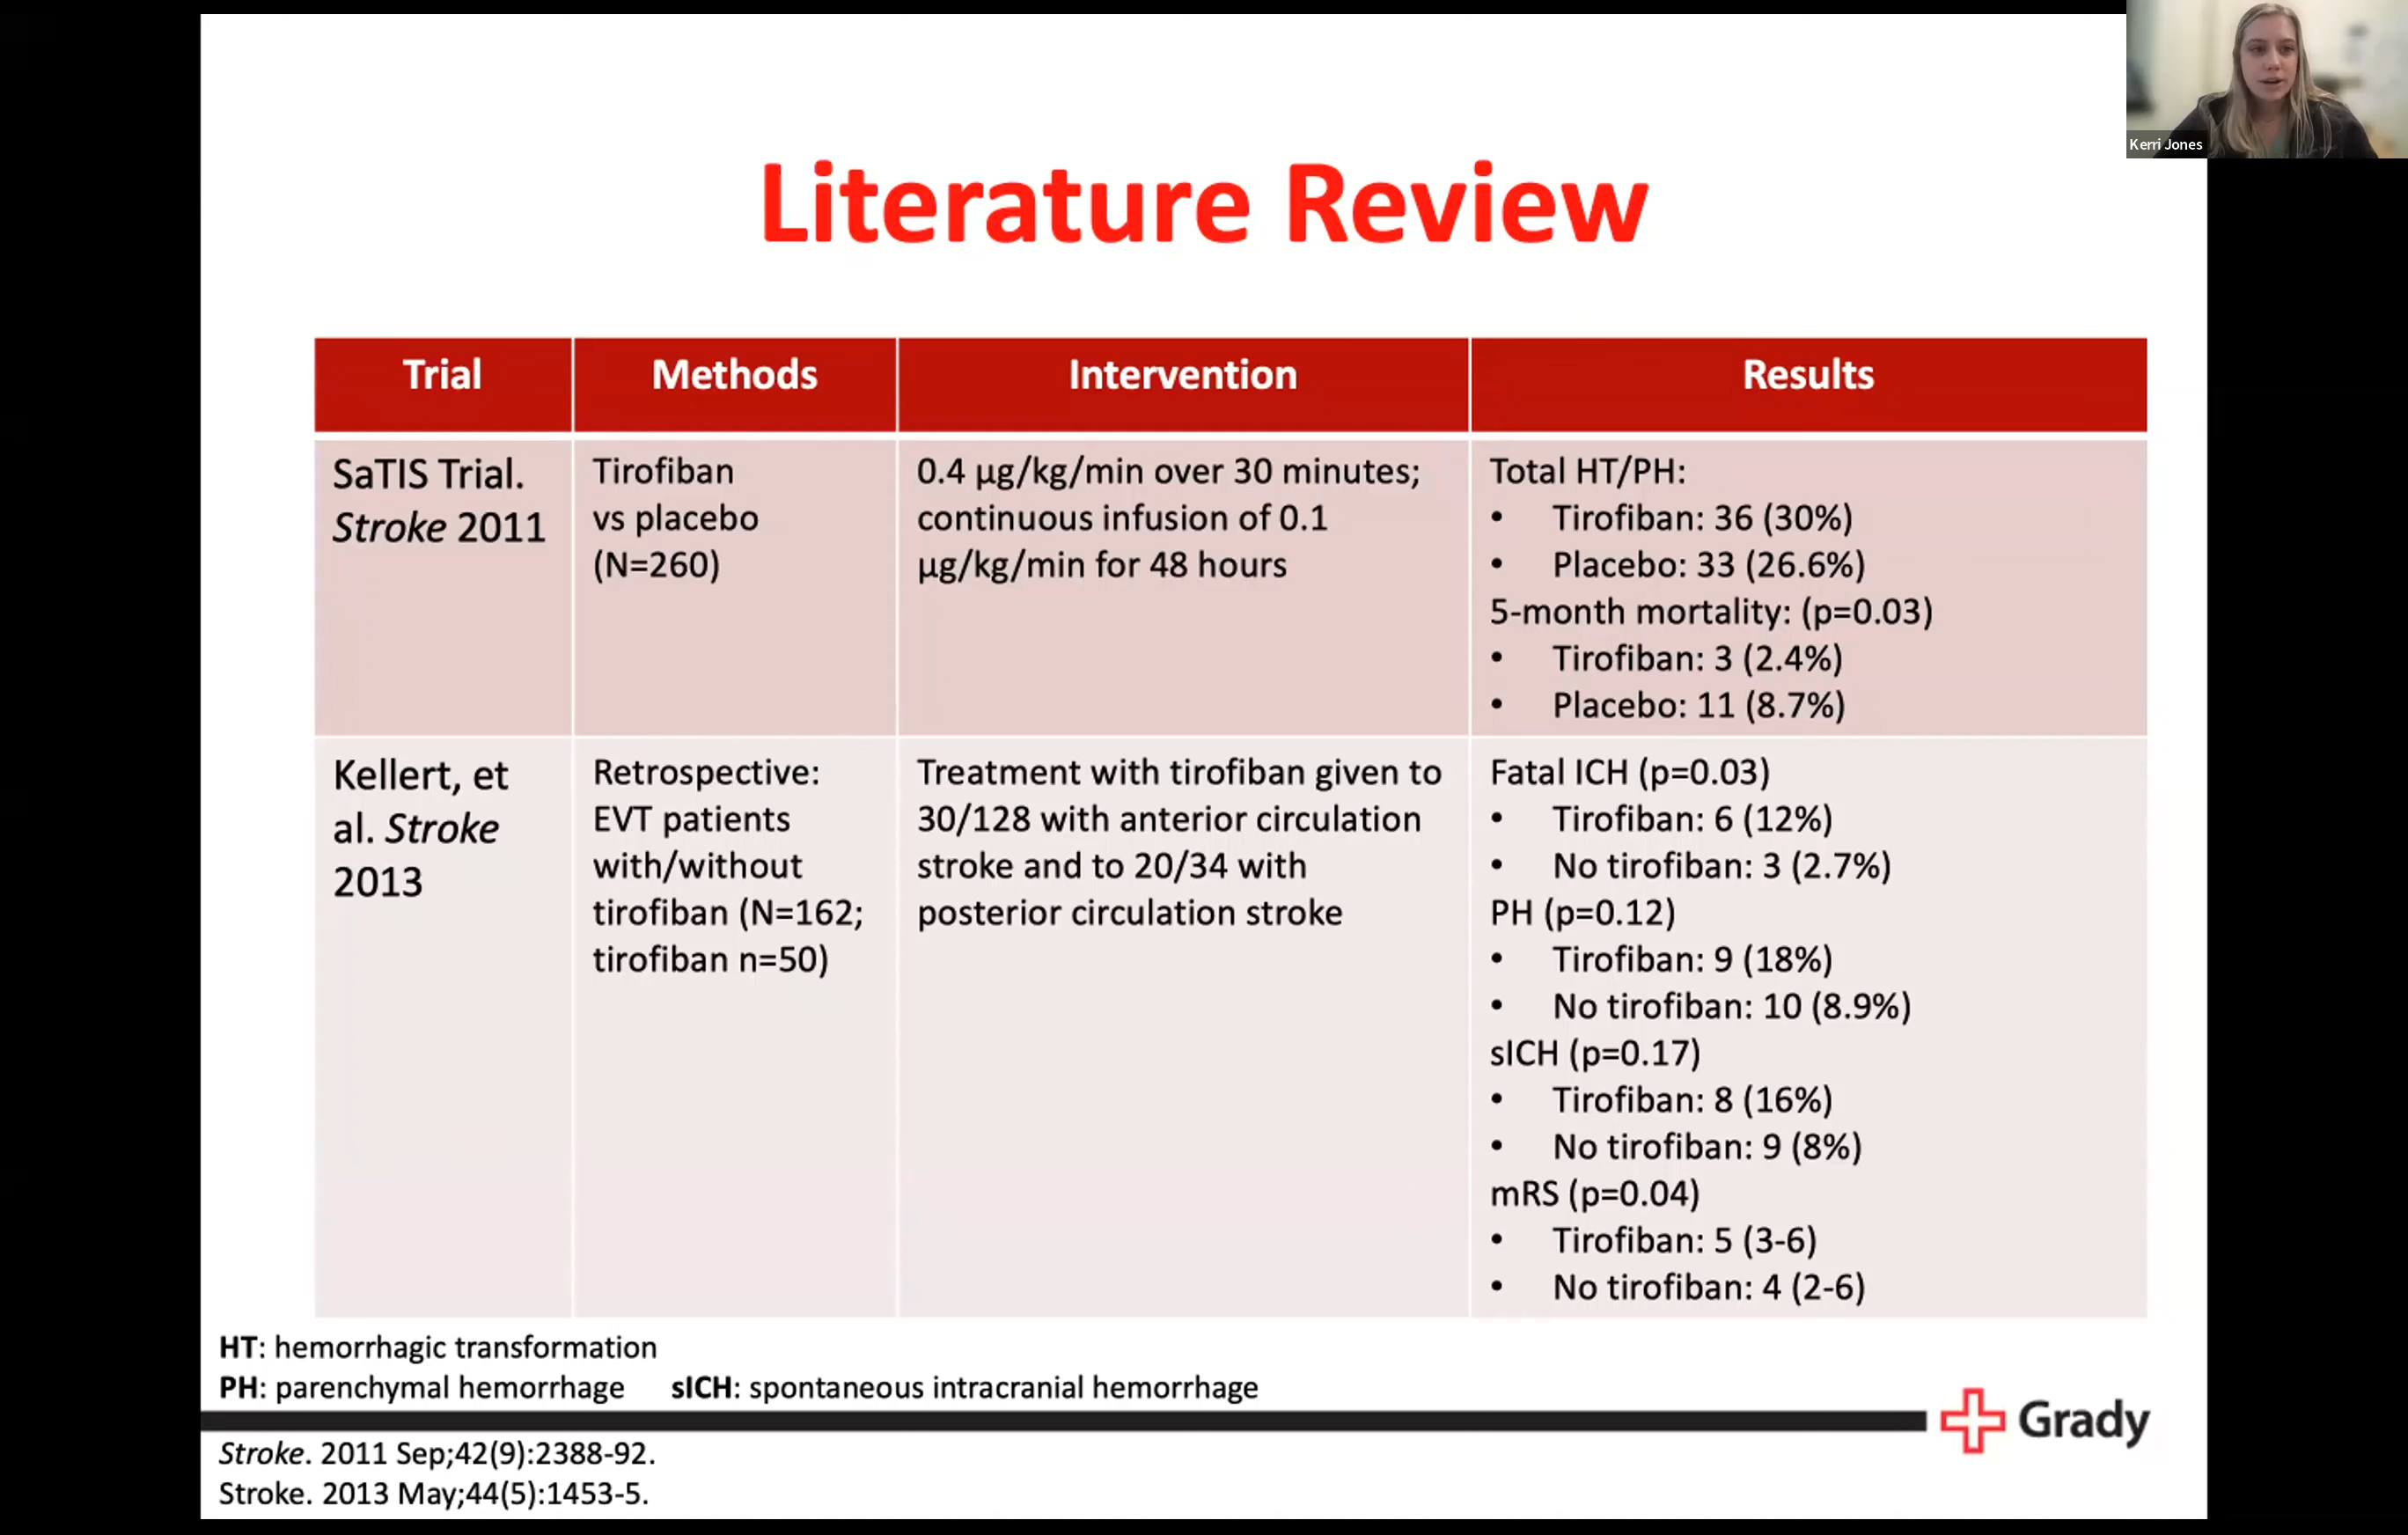 Kerri Jones
Literature Review
Trial
Methods
Intervention
Results
SaTIS Trial.
Stroke 2011
Tirofiban
vs placebo
(N=260)
0.4 µg/kg/min over 30 minutes;
continuous infusion of 0.1
µg/kg/min for 48 hours
Total HT/PH:
• Tirofiban: 36 (30%)
• Placebo: 33 (26.6%)
5-month mortality: (p=0.03)
• Tirofiban: 3 (2.4%)
• Placebo: 11 (8.7%)
Kellert, et
al. Stroke
2013
Retrospective:
EVT patients
with/without
tirofiban (N=162;
tirofiban n=50)
Treatment with tirofiban given to
30/128 with anterior circulation
stroke and to 20/34 with
posterior circulation stroke
Fatal ICH (p=0.03)
• Tirofiban: 6 (12%)
• No tirofiban: 3 (2.7%)
PH (p=0.12)
• Tirofiban: 9 (18%)
• No tirofiban: 10 (8.9%)
sICH (p=0.17)
• Tirofiban: 8 (16%)
• No tirofiban: 9 (8%)
mRS (p=0.04)
• Tirofiban: 5 (3-6)
• No tirofiban: 4 (2-6)
HT: hemorrhagic transformation
PH: parenchymal hemorrhage sICH: spontaneous intracranial hemorrhage
Grady
Stroke. 2011 Sep;42(9):2388-92.
Stroke. 2013 May;44(5):1453-5.